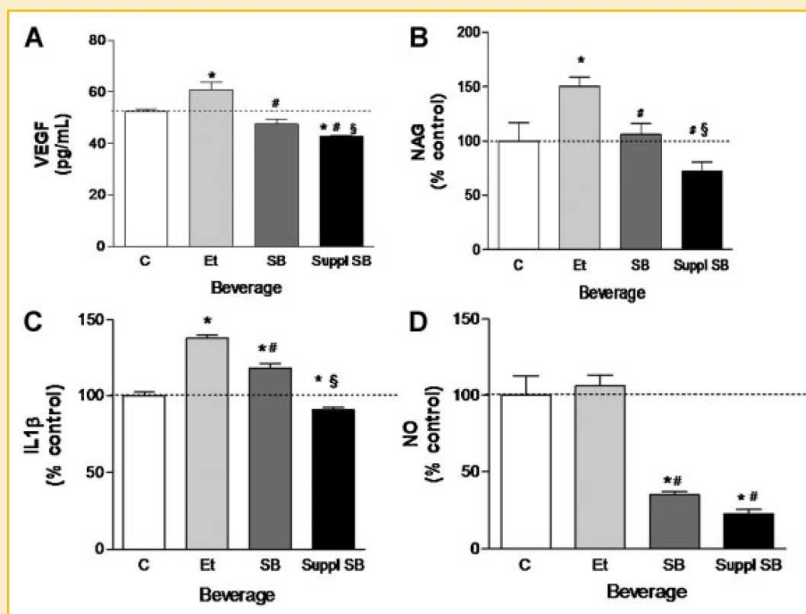 A
80
60
40
20
0
VEGF
(pg/mL)
*
#
* # §
C Et SB Suppl SB
Beverage
B
200
150
100
50
0
NAG
(% control)
*
#
# §
C Et SB Suppl SB
Beverage
C
150
100
50
0
IL1β
(% control)
*
*#
* §
C Et SB Suppl SB
Beverage
D
150
100
50
0
NO
(% control)
*#
*#
C Et SB Suppl SB
Beverage